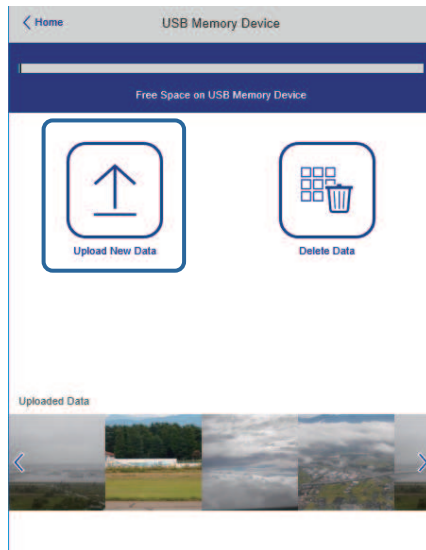 Home
USB Memory Device
Free Space on USB Memory Device
Upload New Data
Delete Data
Uploaded Data